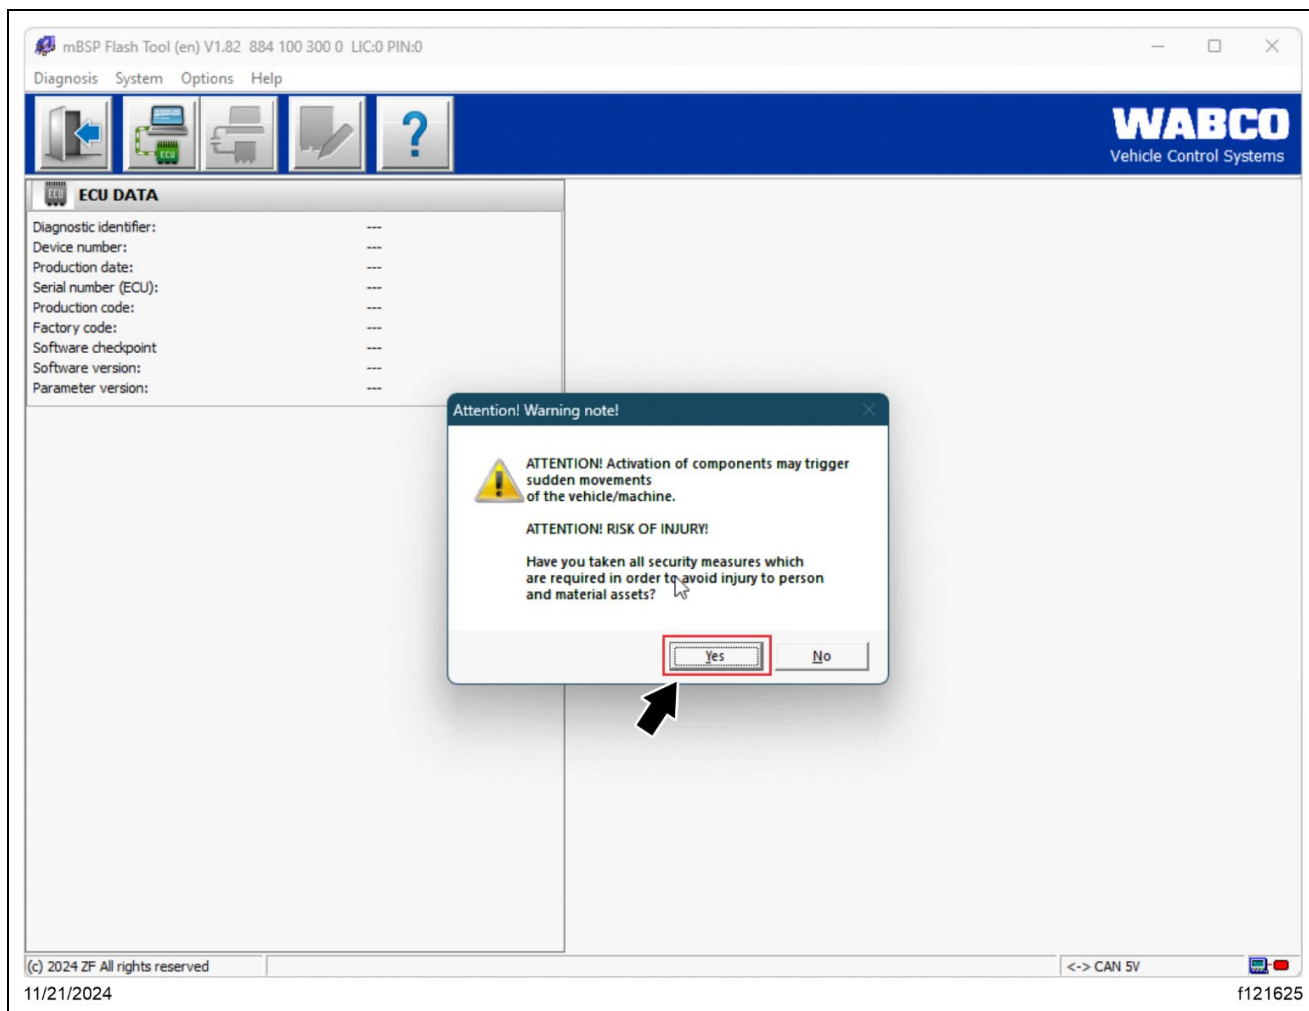 mBSP Flash Tool (en) V1.82 884 100 300 0 LIC:0 PIN:0
Diagnosis System Options Help
ECU
?
WABCO
Vehicle Control Systems
ECU ECU DATA
Diagnostic identifier: ---
Device number: ---
Production date: ---
Serial number (ECU): ---
Production code: ---
Factory code: ---
Software checkpoint ---
Software version: ---
Parameter version: ---
Attention! Warning note!
ATTENTION! Activation of components may trigger
sudden movements
of the vehicle/machine.
ATTENTION! RISK OF INJURY!
Have you taken all security measures which
are required in order to avoid injury to person
and material assets?
Yes No
(c) 2024 ZF All rights reserved <-> CAN 5V
11/21/2024 f121625